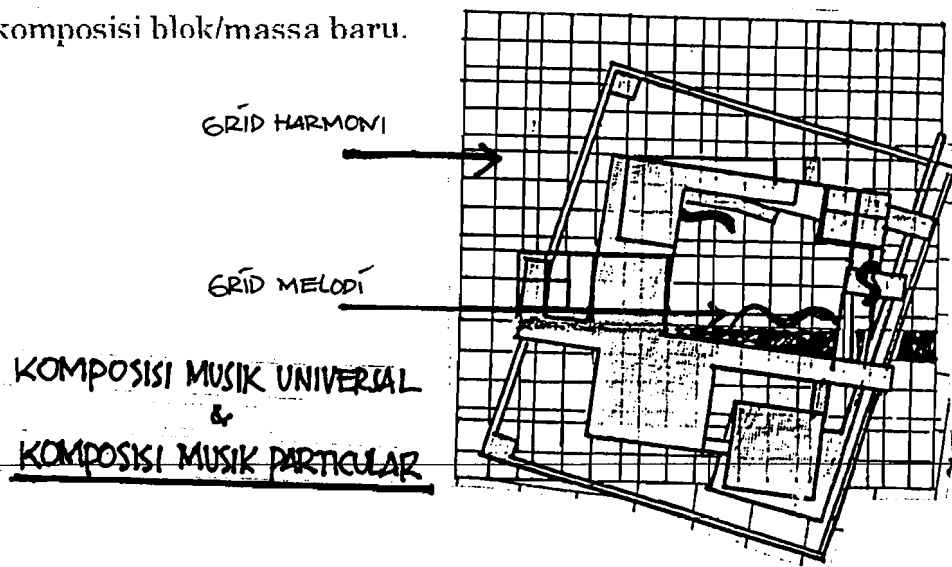 komposisi blok/massa baru.
GRID HARMONI
GRID MELODI
KOMPOSISI MUSIK UNIVERSAL
&
KOMPOSISI MUSIK PARTICULAR